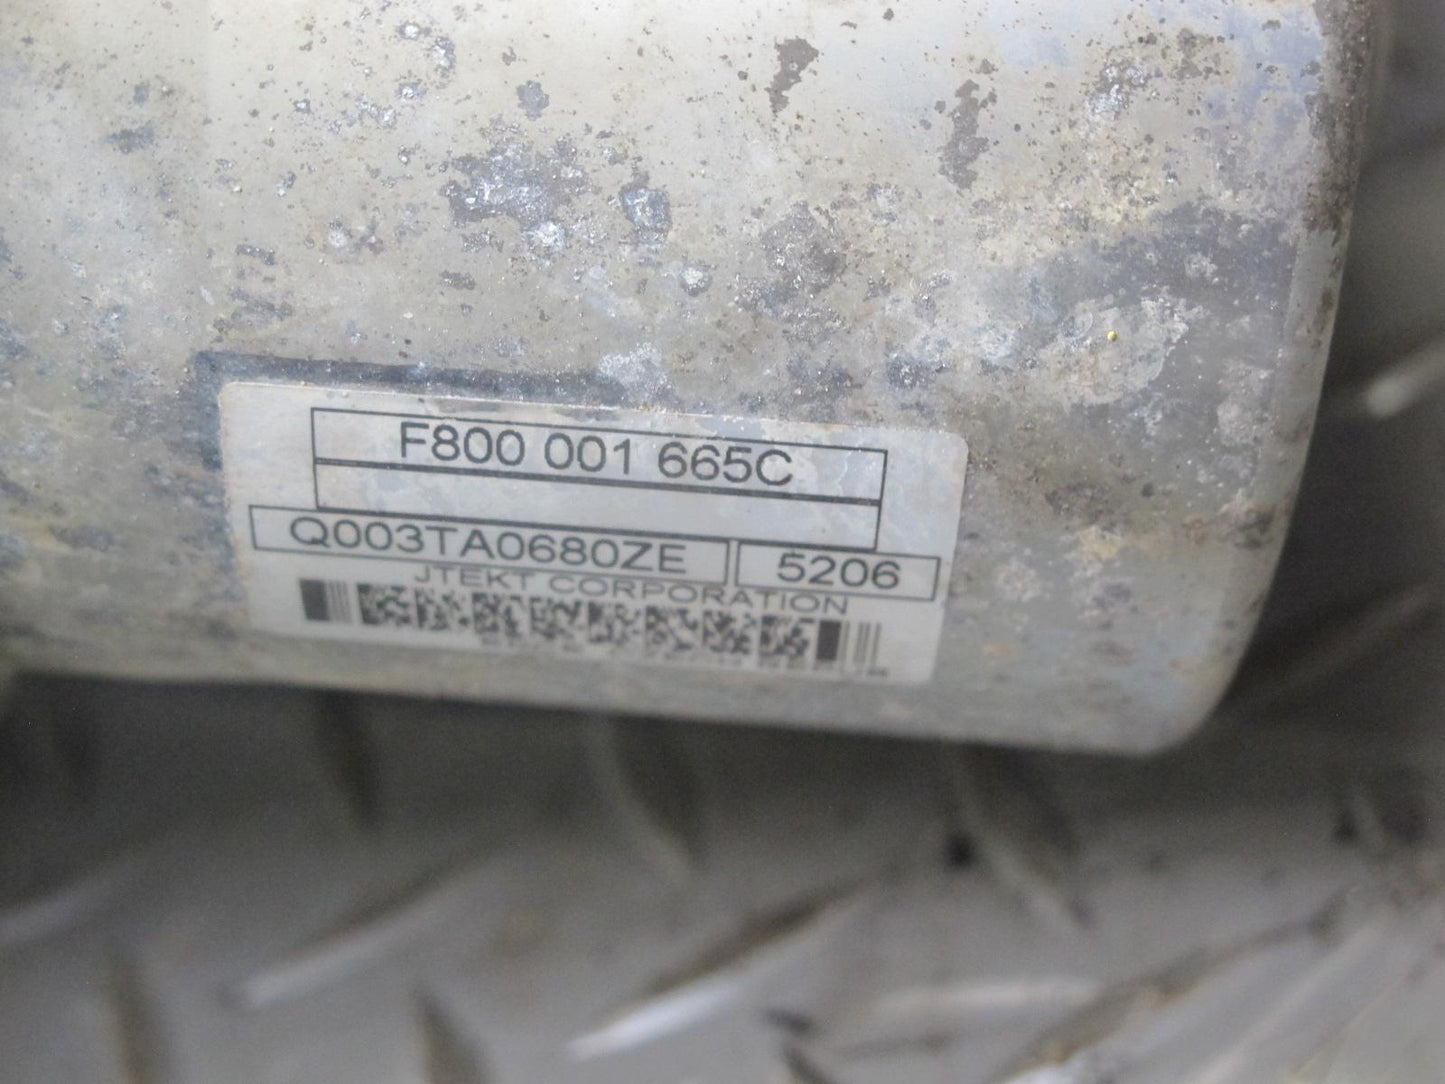 F800 001 665C
Q003TA0680ZE 5206
JTEKT CORPORATION